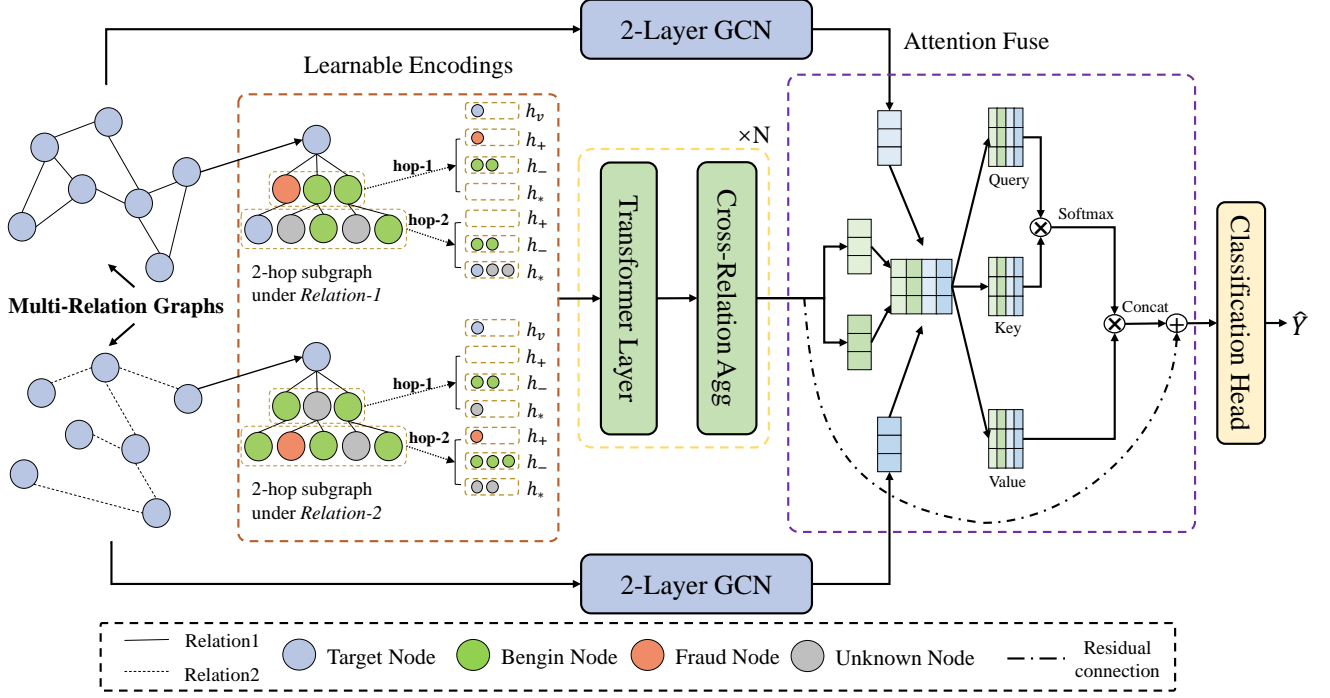 2-Layer GCN
Attention Fuse
Learnable Encodings
h_v
h_+
hop-1
h_-
h_*
hop-2
h_+
h_-
h_*
2-hop subgraph
under Relation-1
Multi-Relation Graphs
h_v
h_+
hop-1
h_-
h_*
hop-2
h_+
h_-
h_*
2-hop subgraph
under Relation-2
×N
Transformer Layer
Cross-Relation Agg
Query
Softmax
Key
Concat
Value
Classification Head
Ŷ
2-Layer GCN
Relation1
Relation2
Target Node
Bengin Node
Fraud Node
Unknown Node
Residual
connection